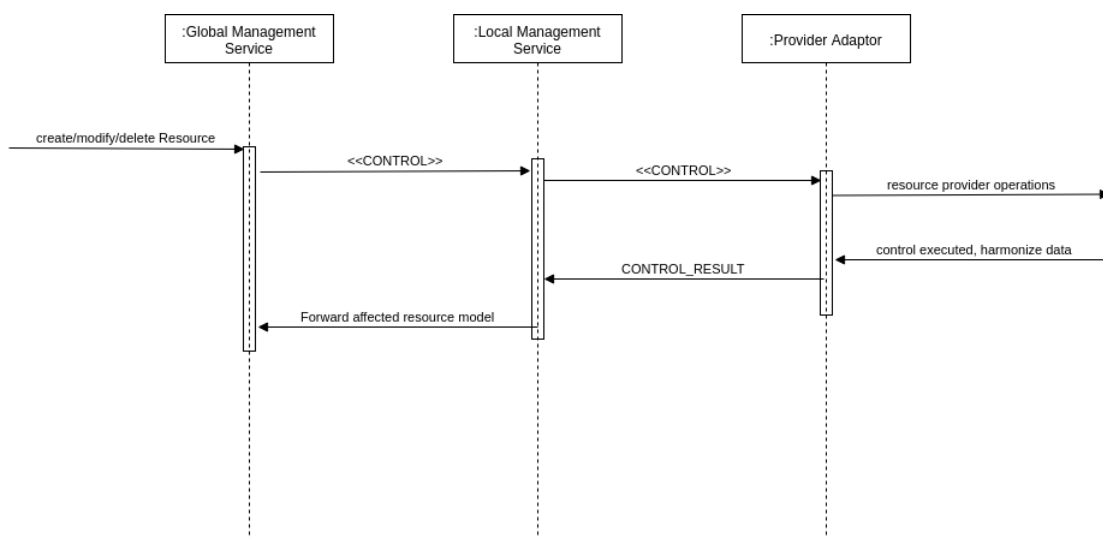 :Global Management
Service
:Local Management
Service
:Provider Adaptor
create/modify/delete Resource
<<CONTROL>>
<<CONTROL>>
resource provider operations
control executed, harmonize data
CONTROL_RESULT
Forward affected resource model